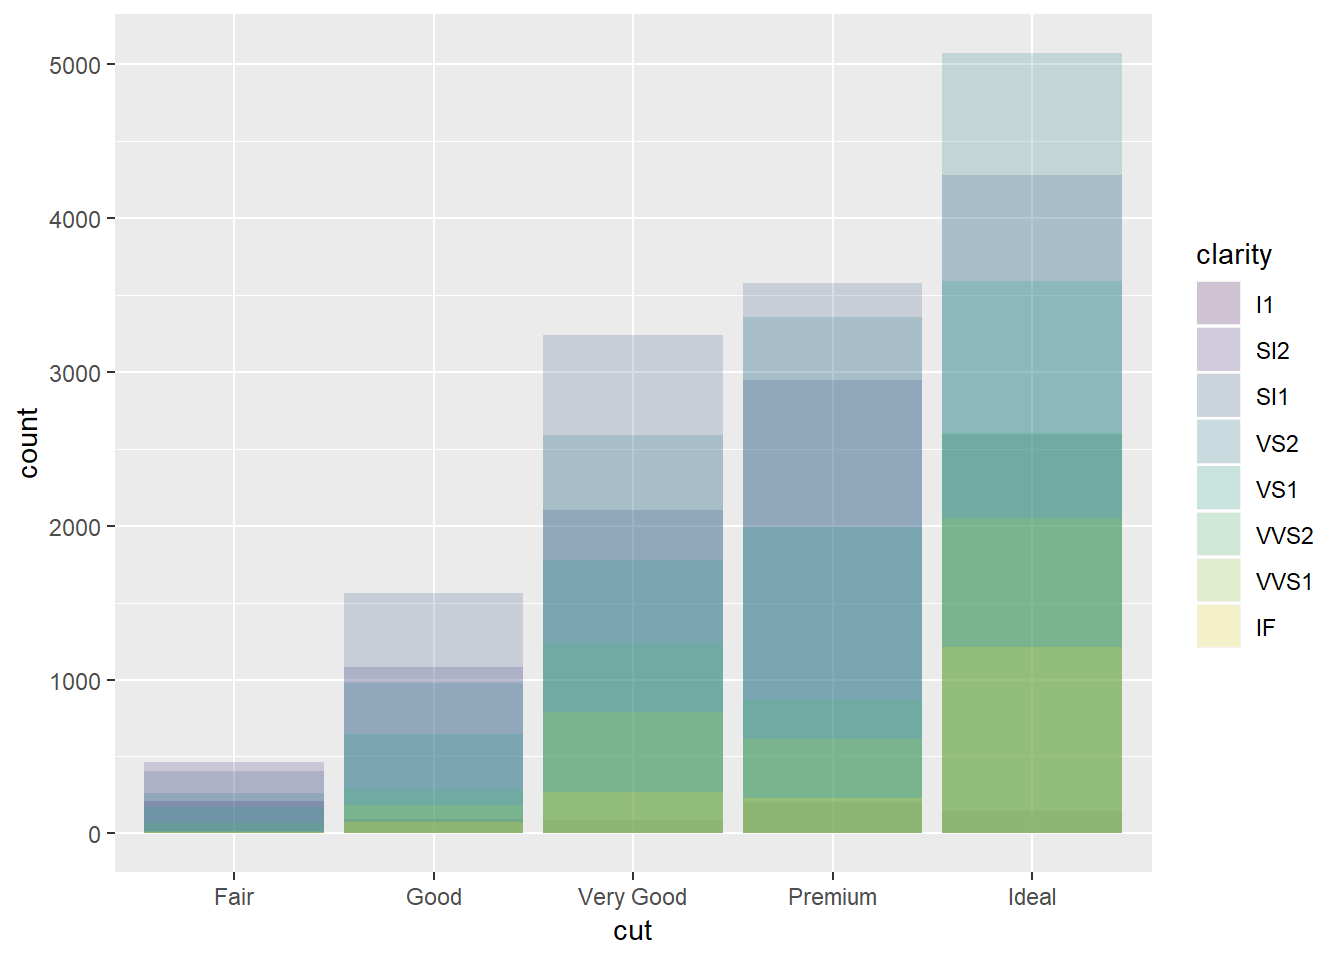 5000
4000
3000
2000
1000
0
count
Fair
Good
Very Good
Premium
Ideal
cut
clarity
I1
SI2
SI1
VS2
VS1
VVS2
VVS1
IF